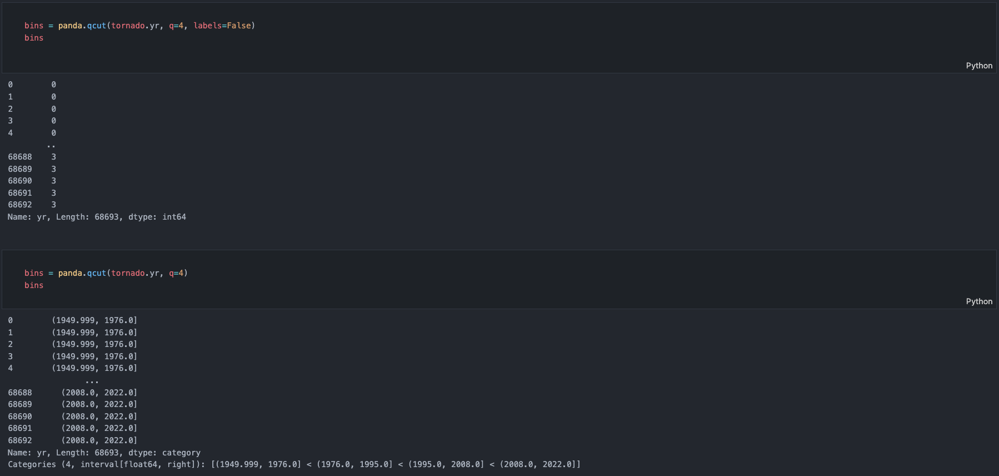 bins = panda.qcut(tornado.yr, q=4, labels=False)
bins
Python
0        0
1        0
2        0
3        0
4        0
..
68688    3
68689    3
68690    3
68691    3
68692    3
Name: yr, Length: 68693, dtype: int64
bins = panda.qcut(tornado.yr, q=4)
bins
Python
0        (1949.999, 1976.0]
1        (1949.999, 1976.0]
2        (1949.999, 1976.0]
3        (1949.999, 1976.0]
4        (1949.999, 1976.0]
...
68688      (2008.0, 2022.0]
68689      (2008.0, 2022.0]
68690      (2008.0, 2022.0]
68691      (2008.0, 2022.0]
68692      (2008.0, 2022.0]
Name: yr, Length: 68693, dtype: category
Categories (4, interval[float64, right]): [(1949.999, 1976.0] < (1976.0, 1995.0] < (1995.0, 2008.0] < (2008.0, 2022.0]]